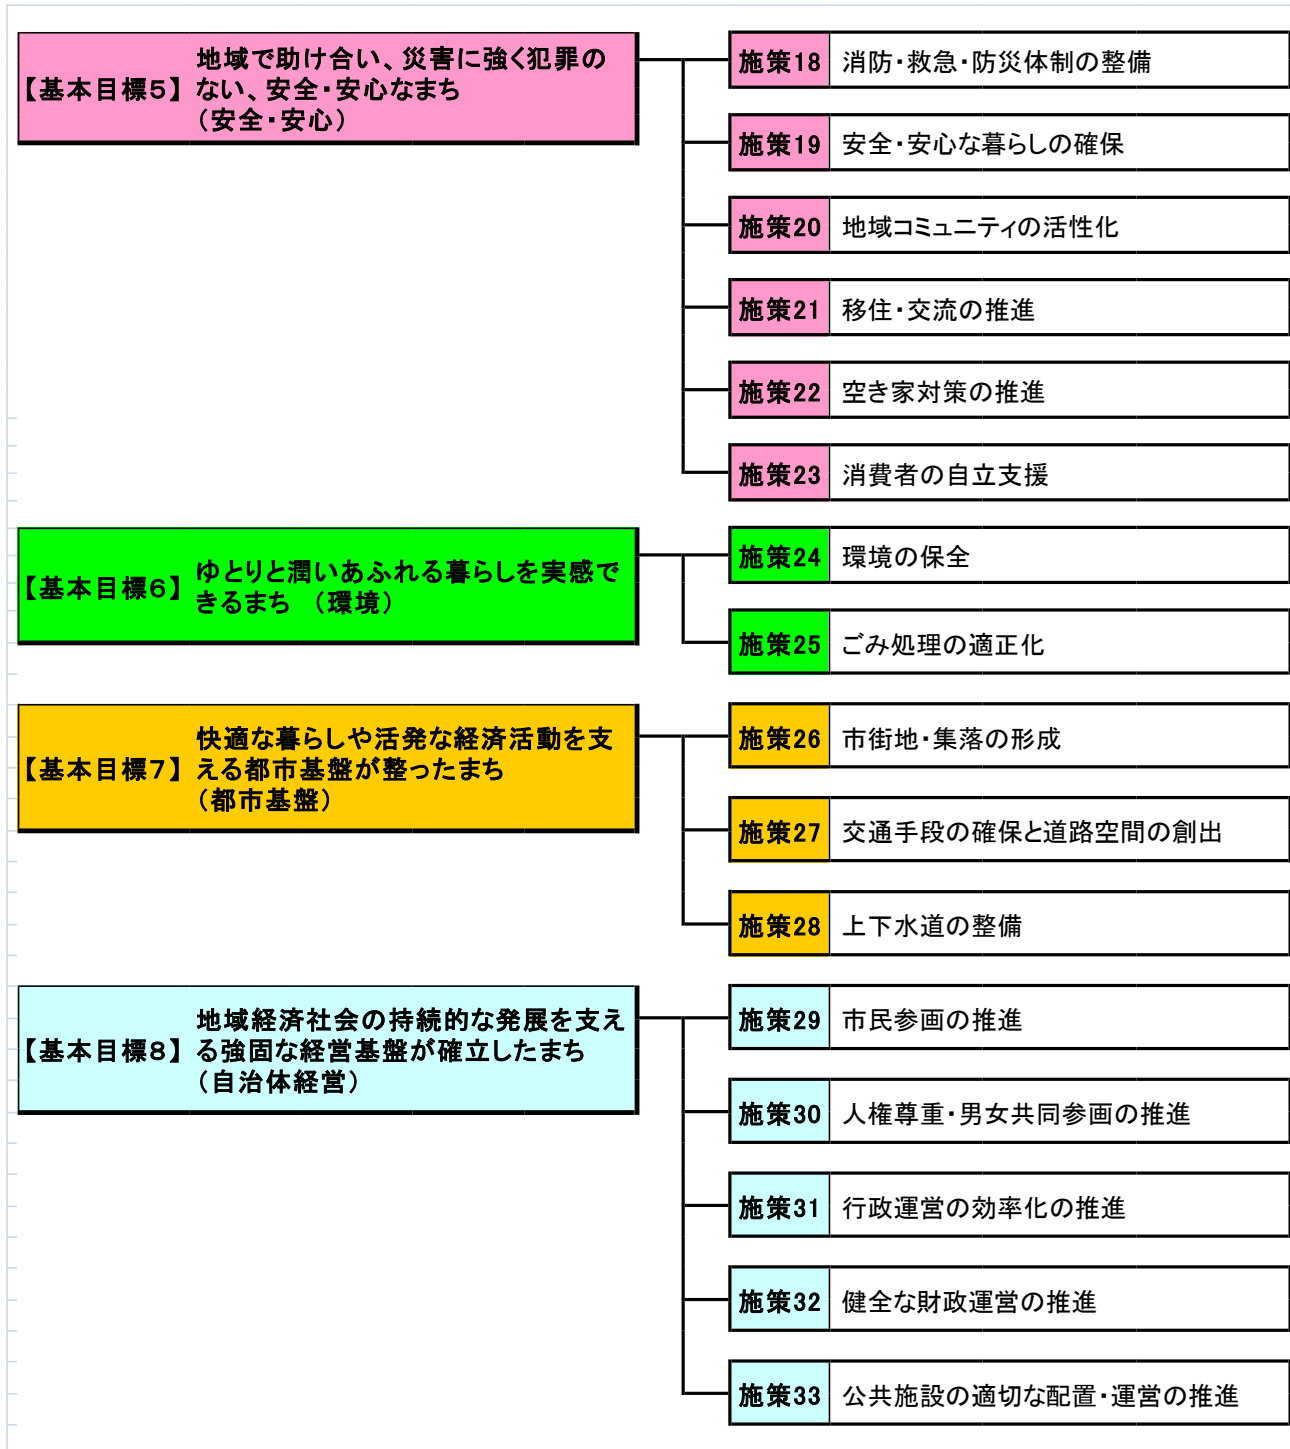 【基本目標5】
地域で助け合い、災害に強く犯罪の
ない、安全・安心なまち
（安全・安心）
施策18 消防・救急・防災体制の整備
施策19 安全・安心な暮らしの確保
施策20 地域コミュニティの活性化
施策21 移住・交流の推進
施策22 空き家対策の推進
施策23 消費者の自立支援
【基本目標6】
ゆとりと潤いあふれる暮らしを実感で
きるまち　（環境）
施策24 環境の保全
施策25 ごみ処理の適正化
【基本目標7】
快適な暮らしや活発な経済活動を支
える都市基盤が整ったまち
（都市基盤）
施策26 市街地・集落の形成
施策27 交通手段の確保と道路空間の創出
施策28 上下水道の整備
【基本目標8】
地域経済社会の持続的な発展を支え
る強固な経営基盤が確立したまち
（自治体経営）
施策29 市民参画の推進
施策30 人権尊重・男女共同参画の推進
施策31 行政運営の効率化の推進
施策32 健全な財政運営の推進
施策33 公共施設の適切な配置・運営の推進